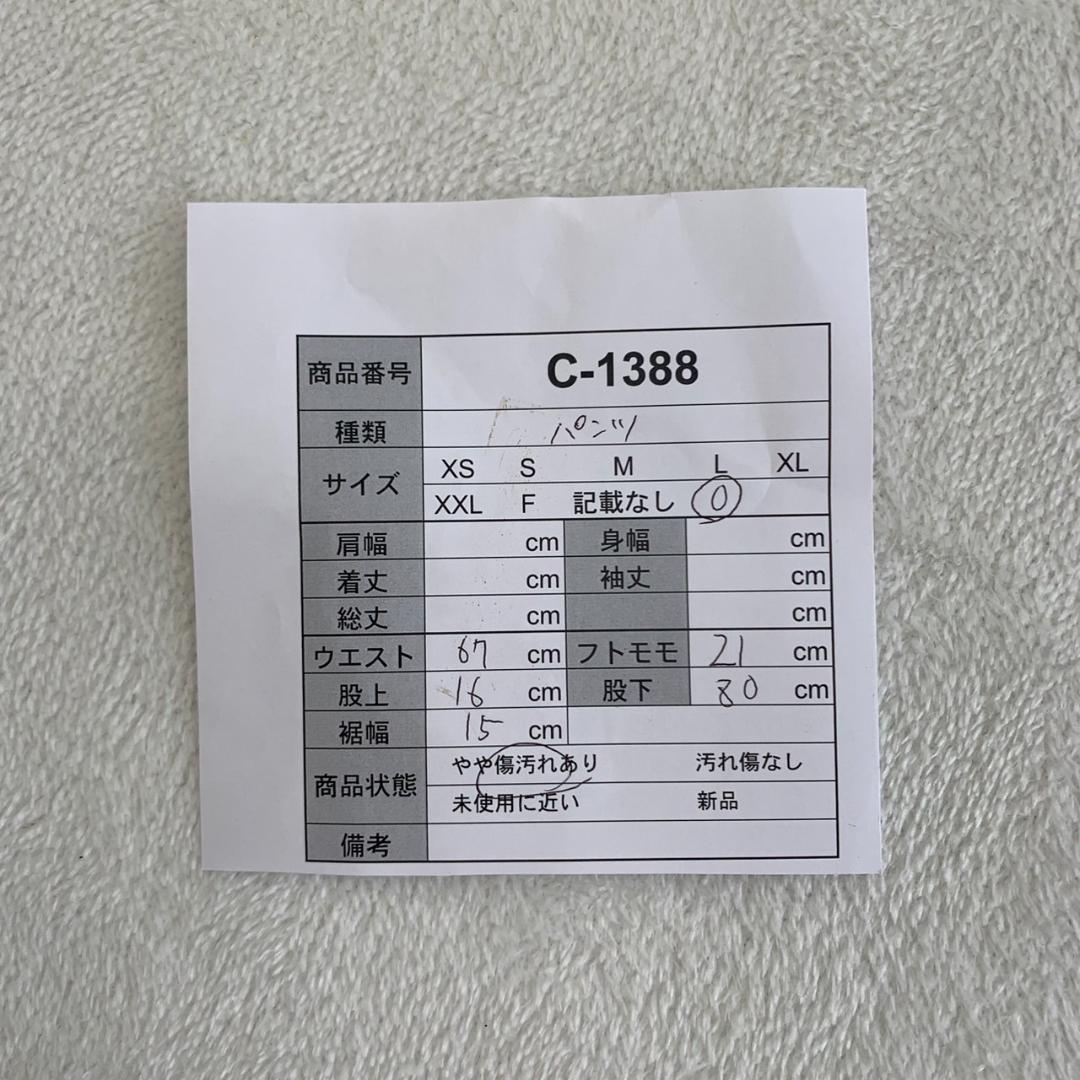 商品番号 C-1388
種類 パンツ
サイズ XS S M L XL
XXL F 記載なし 0
肩幅 cm 身幅 cm
着丈 cm 袖丈 cm
総丈 cm cm
ウエスト 67 cm フトモモ 21 cm
股上 16 cm 股下 80 cm
裾幅 15 cm
商品状態 やや傷汚れあり 汚れ傷なし
未使用に近い 新品
備考